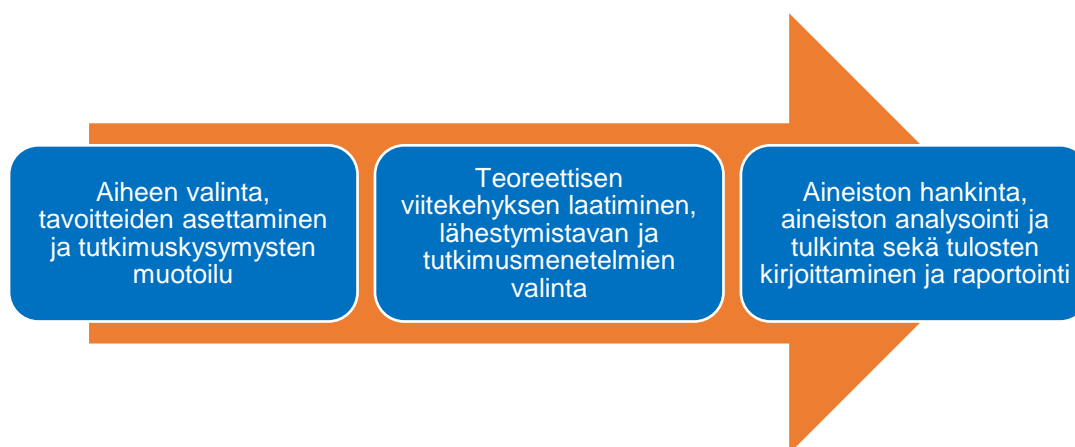 Aiheen valinta,
tavoitteiden asettaminen
ja tutkimuskysymysten
muotoilu
Teoreettisen
viitekehyksen laatiminen,
lähestymistavan ja
tutkimusmenetelmien
valinta
Aineiston hankinta,
aineiston analysointi ja
tulkinta sekä tulosten
kirjoittaminen ja raportointi